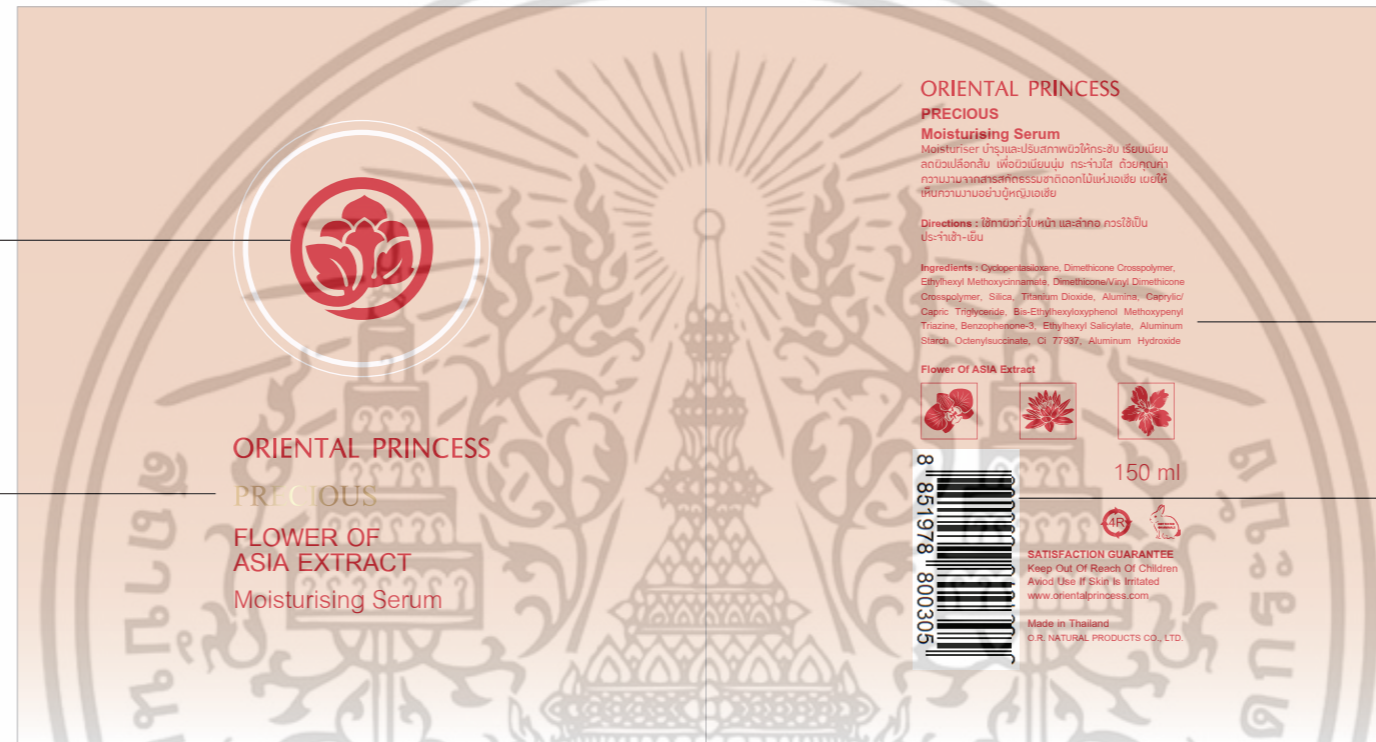 ORIENTAL PRINCESS
PRECIOUS
FLOWER OF
ASIA EXTRACT
Moisturising Serum
ORIENTAL PRINCESS
PRECIOUS
Moisturising Serum
Moisturiser บำรุงและปรับสภาพผิวให้กระชับ เรียบเนียน
ลดผิวเปลือกส้ม เพื่อผิวเนียนนุ่ม กระจ่างใส ด้วยคุณค่า
ความงามจากสารสกัดธรรมชาติดอกไม้แห่งเอเชีย เผยให้
เห็นความงามอย่างผู้หญิงเอเชีย
Directions : ใช้ทาผิวทั่วใบหน้า และลำคอ ควรใช้เป็น
ประจำเช้า-เย็น
Ingredients : Cyclopentasiloxane, Dimethicone Crosspolymer,
Ethylhexyl Methoxycinnamate, Dimethicone/Vinyl Dimethicone
Crosspolymer, Silica, Titanium Dioxide, Alumina, Caprylic/
Capric Triglyceride, Bis-Ethylhexyloxyphenol Methoxypenyl
Triazine, Benzophenone-3, Ethylhexyl Salicylate, Aluminum
Starch Octenylsuccinate, Ci 77937, Aluminum Hydroxide
Flower Of ASIA Extract
8 851978 800305
150 ml
4R
SATISFACTION GUARANTEE
Keep Out Of Reach Of Children
Aviod Use If Skin Is Irritated
www.orientalprincess.com
Made in Thailand
O.R. NATURAL PRODUCTS CO., LTD.